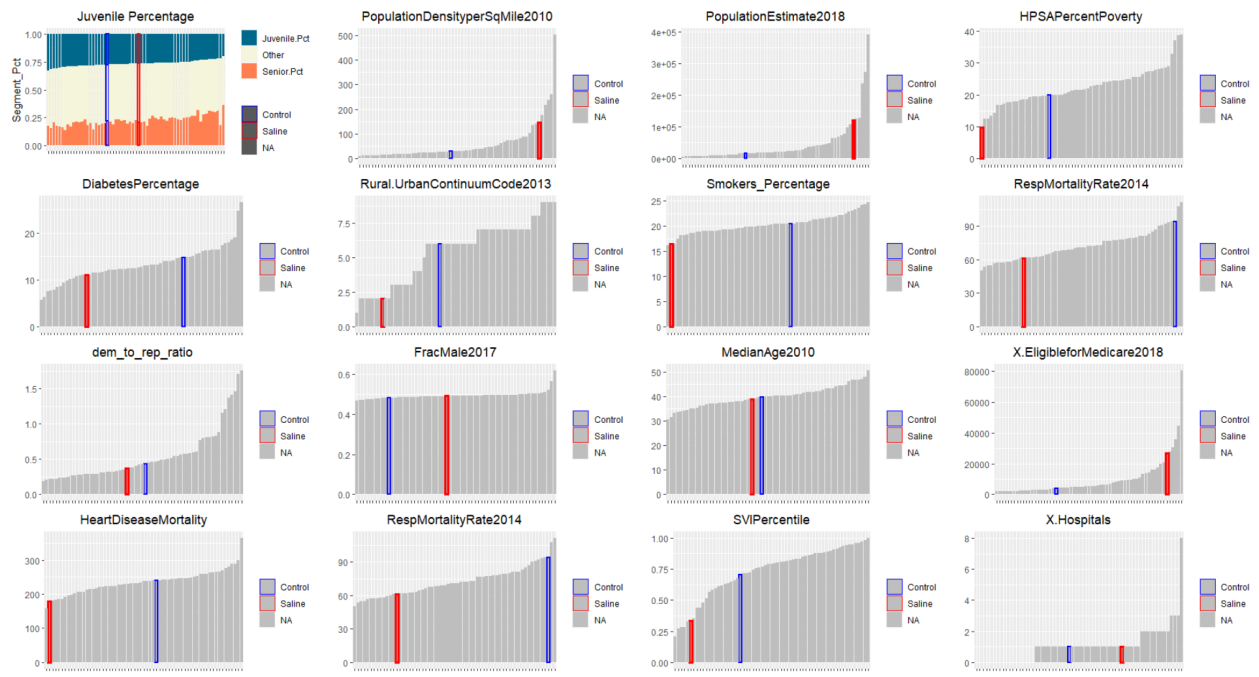 Juvenile Percentage
Segment_Pct
1.00
0.75
0.50
0.25
0.00
Juvenile.Pct
Other
Senior.Pct
Control
Saline
NA
PopulationDensityperSqMile2010
500
400
300
200
100
0
Control
Saline
NA
PopulationEstimate2018
4e+05
3e+05
2e+05
1e+05
0e+00
Control
Saline
NA
HPSAPercentPoverty
40
30
20
10
0
Control
Saline
NA
DiabetesPercentage
20
10
0
Control
Saline
NA
Rural.UrbanContinuumCode2013
7.5
5.0
2.5
0.0
Control
Saline
NA
Smokers_Percentage
25
20
15
10
5
0
Control
Saline
NA
RespMortalityRate2014
90
60
30
0
Control
Saline
NA
dem_to_rep_ratio
1.5
1.0
0.5
0.0
Control
Saline
NA
FracMale2017
0.6
0.4
0.2
0.0
Control
Saline
NA
MedianAge2010
50
40
30
20
10
0
Control
Saline
NA
X.EligibleforMedicare2018
80000
60000
40000
20000
0
Control
Saline
NA
HeartDiseaseMortality
300
200
100
0
Control
Saline
NA
RespMortalityRate2014
90
60
30
0
Control
Saline
NA
SVIPercentile
1.00
0.75
0.50
0.25
0.00
Control
Saline
NA
X.Hospitals
8
6
4
2
0
Control
Saline
NA